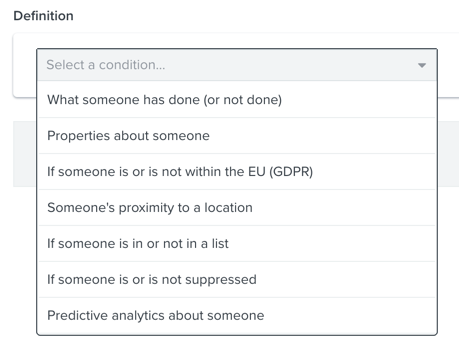 Definition
Select a condition...
What someone has done (or not done)
Properties about someone
If someone is or is not within the EU (GDPR)
Someone's proximity to a location
If someone is in or not in a list
If someone is or is not suppressed
Predictive analytics about someone